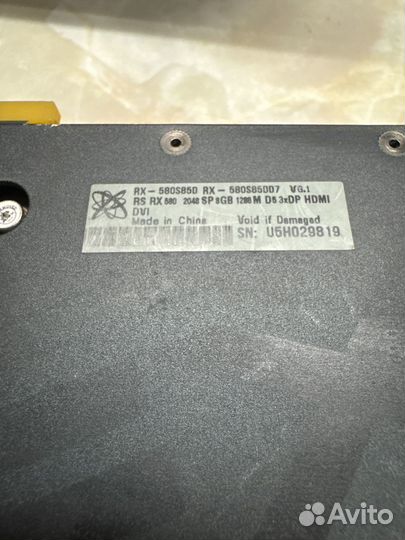 RX-580S85D RX-580S85DD7 VG.1
RS RX 580 2048 SP 8GB 1286M D5 3xDP HDMI
DVI
Made in China Void if Damaged
SN: U5H029819
Avito